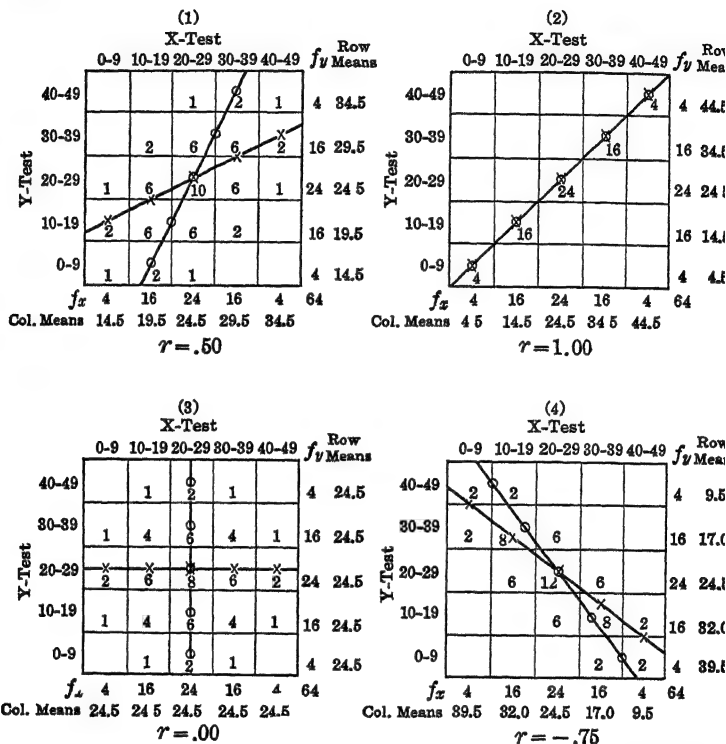 (1)
X-Test
0-9 10-19 20-29 30-39 40-49 fy Row Means
Y-Test
40-49 1 2 1 4 34.5
30-39 2 6 6 2 16 29.5
20-29 1 6 10 6 1 24 24 5
10-19 2 6 6 2 16 19.5
0-9 1 2 1 4 14.5
fx 4 16 24 16 4 64
Col. Means 14.5 19.5 24.5 29.5 34.5
r = .50
(2)
X-Test
0-9 10-19 20-29 30-39 40-49 fy Row Means
Y-Test
40-49 4 4 44.5
30-39 16 16 34.5
20-29 24 24 24 5
10-19 16 16 14.5
0-9 4 4 4.5
fx 4 16 24 16 4 64
Col. Means 4 5 14.5 24.5 34 5 44.5
r = 1.00
(3)
X-Test
0-9 10-19 20-29 30-39 40-49 fy Row Means
Y-Test
40-49 1 2 1 4 24.5
30-39 1 4 6 4 1 16 24.5
20-29 2 6 8 6 2 24 24.5
10-19 1 4 6 4 1 16 24.5
0-9 1 2 1 4 24.5
fx 4 16 24 16 4 64
Col. Means 24.5 24 5 24.5 24.5 24.5
r = .00
(4)
X-Test
0-9 10-19 20-29 30-39 40-49 fy Row Means
Y-Test
40-49 2 2 4 9.5
30-39 2 8 6 16 17.0
20-29 6 12 6 24 24.5
10-19 6 8 2 16 32.0
0-9 2 2 4 39.5
fx 4 16 24 16 4 64
Col. Means 39.5 32.0 24.5 17.0 9.5
r = -.75